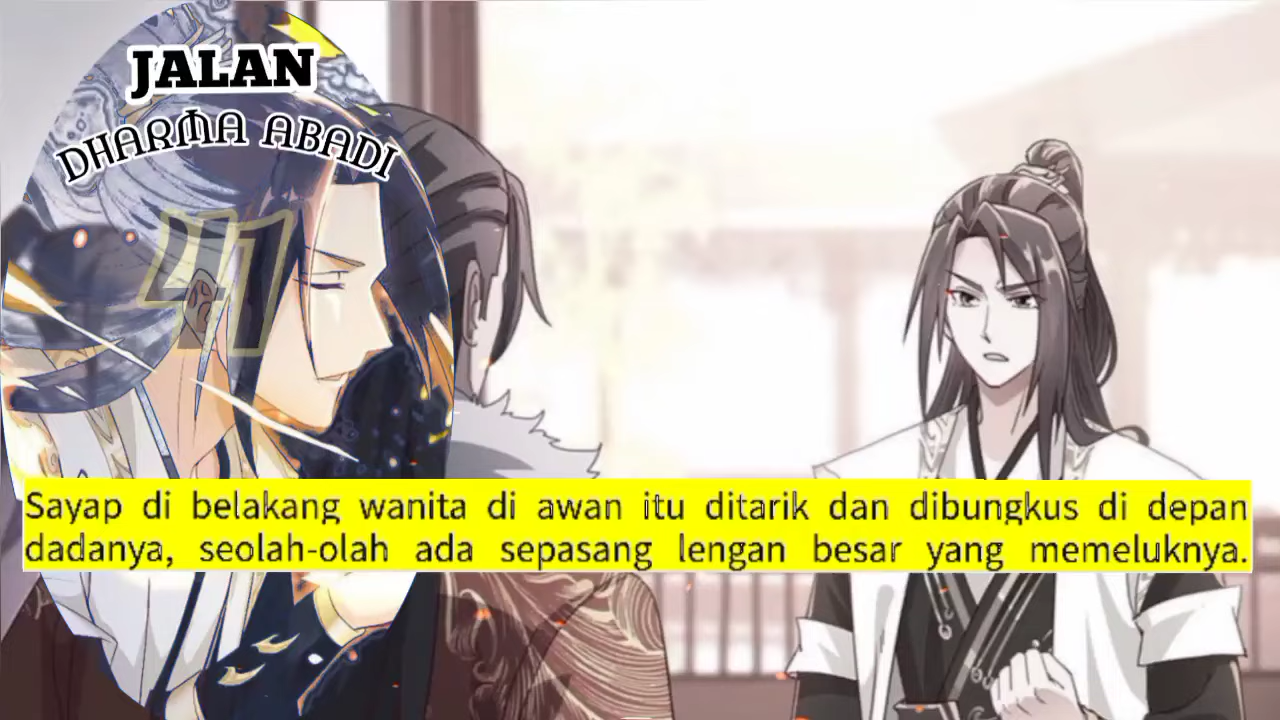 JALAN
DHARMA ABADI
41
Sayap di belakang wanita di awan itu ditarik dan dibungkus di depan
dadanya, seolah-olah ada sepasang lengan besar yang memeluknya.